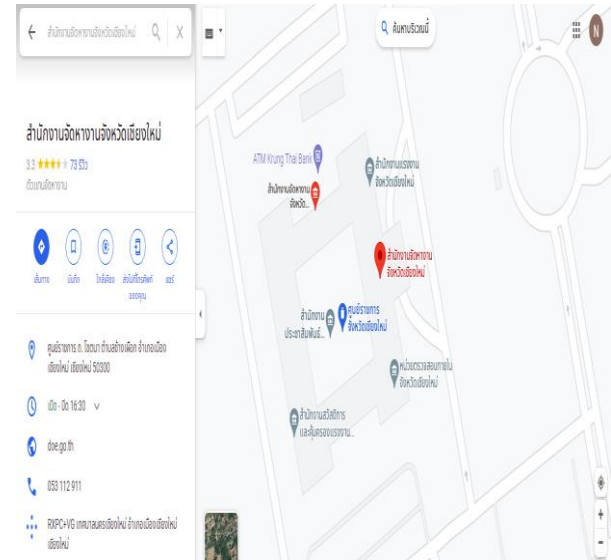 สำนักงานจัดหางานจังหวัดเชียงใหม่
ค้นหาบริเวณนี้
N
สำนักงานจัดหางานจังหวัดเชียงใหม่
3.3 73 รีวิว
ตัวแทนจัดหางาน
เส้นทาง
บันทึก
ใกล้เคียง
ส่งไปที่โทรศัพท์
ของคุณ
แชร์
ศูนย์ราชการ ถ. โชตนา ตำบลช้างเผือก อำเภอเมือง
เชียงใหม่ เชียงใหม่ 50300
เปิด - ปิด 16:30
doe.go.th
053 112 911
RXPC+VG เทศบาลนครเชียงใหม่ อำเภอเมืองเชียงใหม่
เชียงใหม่
ATM Krung Thai Bank
สำนักงานจัดหางาน
จังหวัด...
สำนักงานแรงงาน
จังหวัดเชียงใหม่
สำนักงานจัดหางาน
จังหวัดเชียงใหม่
สำนักงาน
ประชาสัมพันธ์...
ศูนย์ราชการ
จังหวัดเชียงใหม่
หน่วยตรวจสอบภายใน
จังหวัดเชียงใหม่
สำนักงานสวัสดิการ
และคุ้มครองแรงงาน...